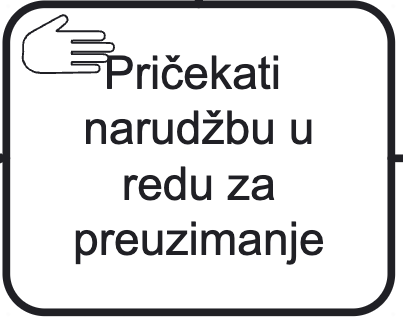 Pričekati
narudžbu u
redu za
preuzimanje